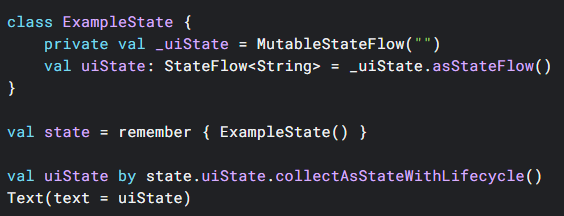 class ExampleState {
    private val _uiState = MutableStateFlow("")
    val uiState: StateFlow<String> = _uiState.asStateFlow()
}

val state = remember { ExampleState() }

val uiState by state.uiState.collectAsStateWithLifecycle()
Text(text = uiState)